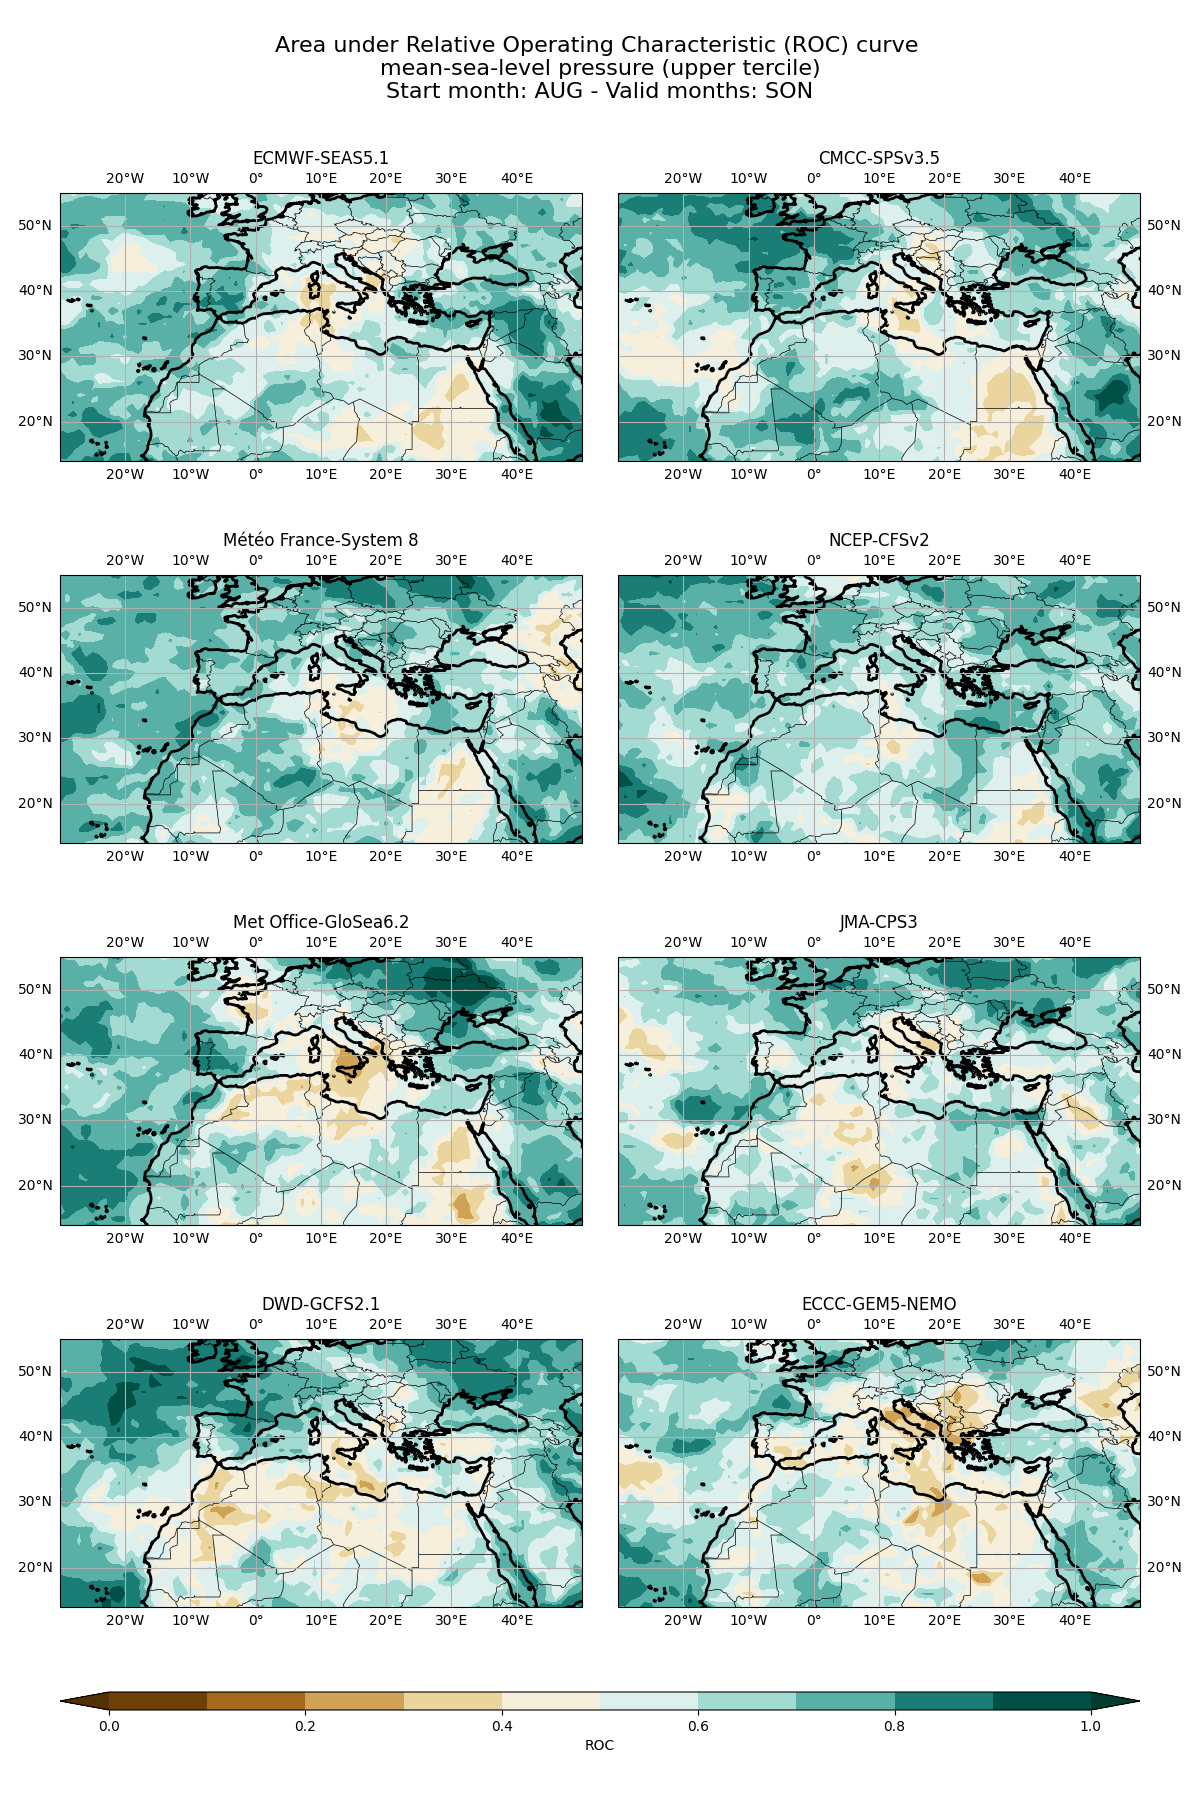 Area under Relative Operating Characteristic (ROC) curve
mean-sea-level pressure (upper tercile)
Start month: AUG - Valid months: SON
ECMWF-SEAS5.1
CMCC-SPSv3.5
20°W 10°W 0° 10°E 20°E 30°E 40°E
20°W 10°W 0° 10°E 20°E 30°E 40°E
50°N
50°N
40°N
40°N
30°N
30°N
20°N
20°N
20°W 10°W 0° 10°E 20°E 30°E 40°E
20°W 10°W 0° 10°E 20°E 30°E 40°E
Météo France-System 8
NCEP-CFSv2
20°W 10°W 0° 10°E 20°E 30°E 40°E
20°W 10°W 0° 10°E 20°E 30°E 40°E
50°N
50°N
40°N
40°N
30°N
30°N
20°N
20°N
20°W 10°W 0° 10°E 20°E 30°E 40°E
20°W 10°W 0° 10°E 20°E 30°E 40°E
Met Office-GloSea6.2
JMA-CPS3
20°W 10°W 0° 10°E 20°E 30°E 40°E
20°W 10°W 0° 10°E 20°E 30°E 40°E
50°N
50°N
40°N
40°N
30°N
30°N
20°N
20°N
20°W 10°W 0° 10°E 20°E 30°E 40°E
20°W 10°W 0° 10°E 20°E 30°E 40°E
DWD-GCFS2.1
ECCC-GEM5-NEMO
20°W 10°W 0° 10°E 20°E 30°E 40°E
20°W 10°W 0° 10°E 20°E 30°E 40°E
50°N
50°N
40°N
40°N
30°N
30°N
20°N
20°N
20°W 10°W 0° 10°E 20°E 30°E 40°E
20°W 10°W 0° 10°E 20°E 30°E 40°E
0.0 0.2 0.4 0.6 0.8 1.0
ROC